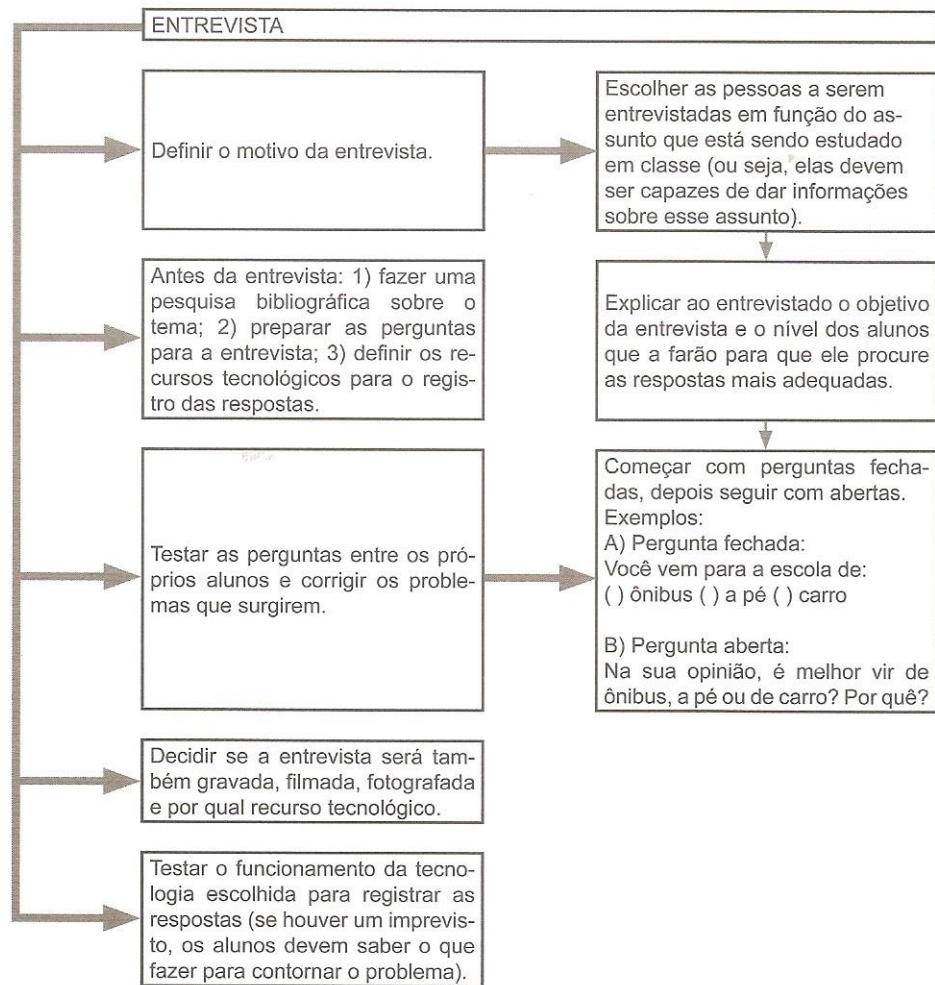 ENTREVISTA
Definir o motivo da entrevista.
Escolher as pessoas a serem
entrevistadas em função do as-
sunto que está sendo estudado
em classe (ou seja, elas devem
ser capazes de dar informações
sobre esse assunto).
Antes da entrevista: 1) fazer uma
pesquisa bibliográfica sobre o
tema; 2) preparar as perguntas
para a entrevista; 3) definir os re-
cursos tecnológicos para o regis-
tro das respostas.
Explicar ao entrevistado o objetivo
da entrevista e o nível dos alunos
que a farão para que ele procure
as respostas mais adequadas.
Testar as perguntas entre os pró-
prios alunos e corrigir os proble-
mas que surgirem.
Começar com perguntas fecha-
das, depois seguir com abertas.
Exemplos:
A) Pergunta fechada:
Você vem para a escola de:
( ) ônibus ( ) a pé ( ) carro
B) Pergunta aberta:
Na sua opinião, é melhor vir de
ônibus, a pé ou de carro? Por quê?
Decidir se a entrevista será tam-
bém gravada, filmada, fotografada
e por qual recurso tecnológico.
Testar o funcionamento da tecno-
logia escolhida para registrar as
respostas (se houver um imprevis-
to, os alunos devem saber o que
fazer para contornar o problema).